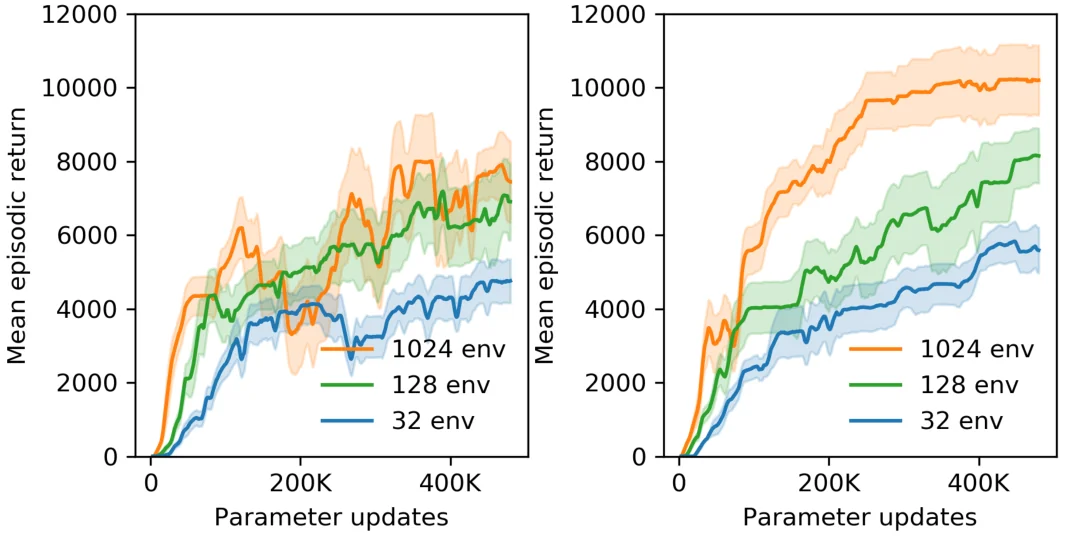 12000
10000
8000
6000
4000
2000
0
Mean episodic return
0
200K
400K
Parameter updates
1024 env
128 env
32 env
12000
10000
8000
6000
4000
2000
0
Mean episodic return
0
200K
400K
Parameter updates
1024 env
128 env
32 env